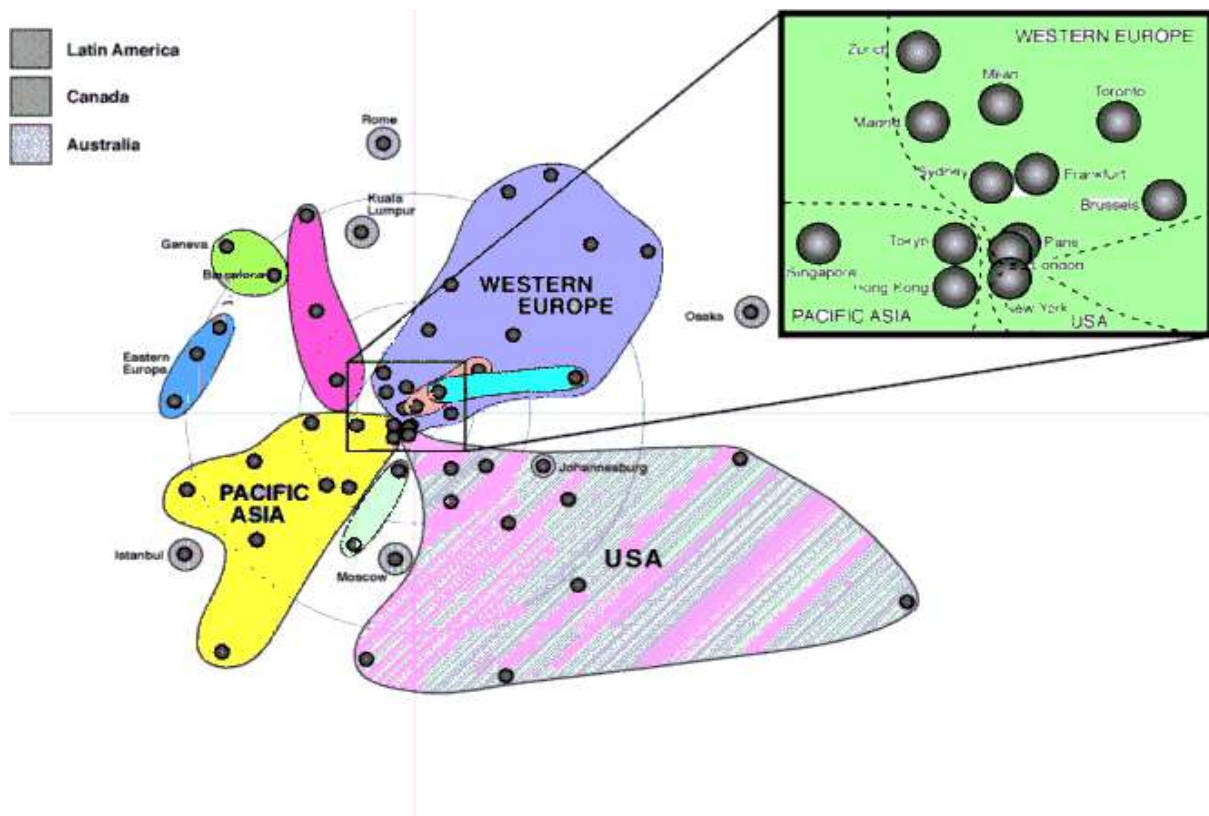 Latin America
Canada
Australia
Rome
Kuala
Lumpur
Geneva
Barcelona
WESTERN
EUROPE
Osaka
Eastern
Europe
PACIFIC
ASIA
Johannesburg
Istanbul
Moscow
USA
WESTERN EUROPE
Zurich
Milan
Toronto
Madrid
Sydney
Frankfurt
Brussels
Tokyo
Paris
London
Singapore
Hong Kong
New York
PACIFIC ASIA
USA